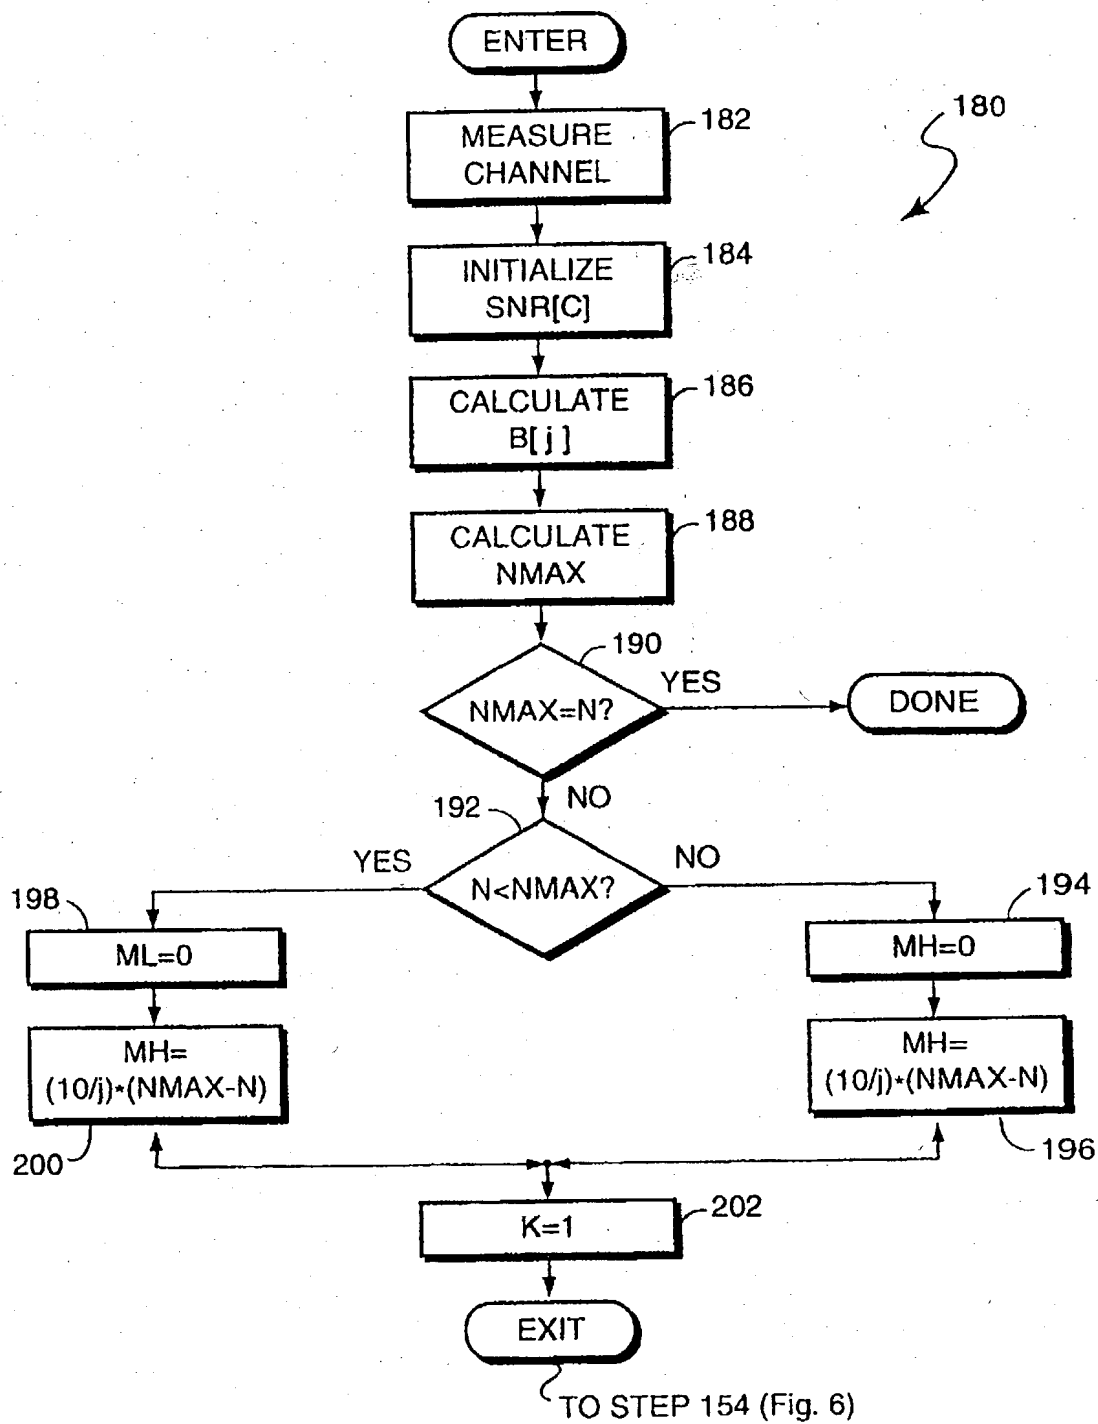 ENTER
180
MEASURE
CHANNEL
182
INITIALIZE
SNR[C]
184
CALCULATE
B[ j ]
186
CALCULATE
NMAX
188
190
NMAX=N?
YES
DONE
NO
192
N<NMAX?
YES
NO
198
ML=0
194
MH=0
MH=
(10/j)*(NMAX-N)
200
MH=
(10/j)*(NMAX-N)
196
K=1
202
EXIT
TO STEP 154 (Fig. 6)